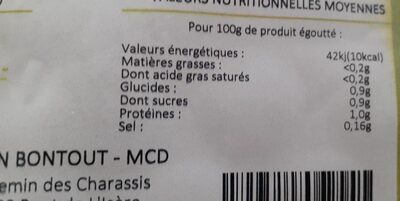 VALEURS NUTRITIONNELLES MOYENNES
Pour 100g de produit égoutté :
Valeurs énergétiques : 42kj(10kcal)
Matières grasses : <0,2g
Dont acide gras saturés <0,2g
Glucides : 0,9g
Dont sucres 0,9g
Protéines : 1,0g
Sel : 0,16g
N BONTOUT - MCD
emin des Charassis